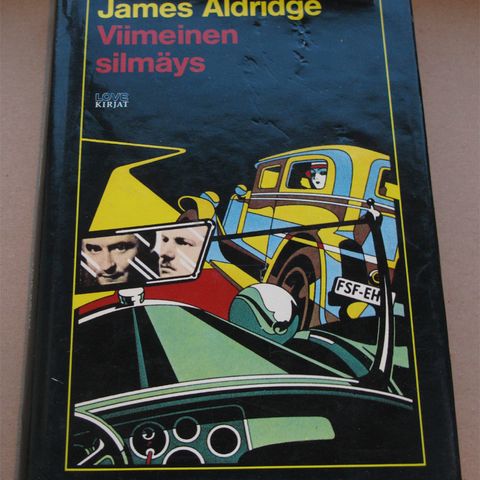 James Aldridge
Viimeinen
silmäys
LOVE
KIRJAT
FSF-EH